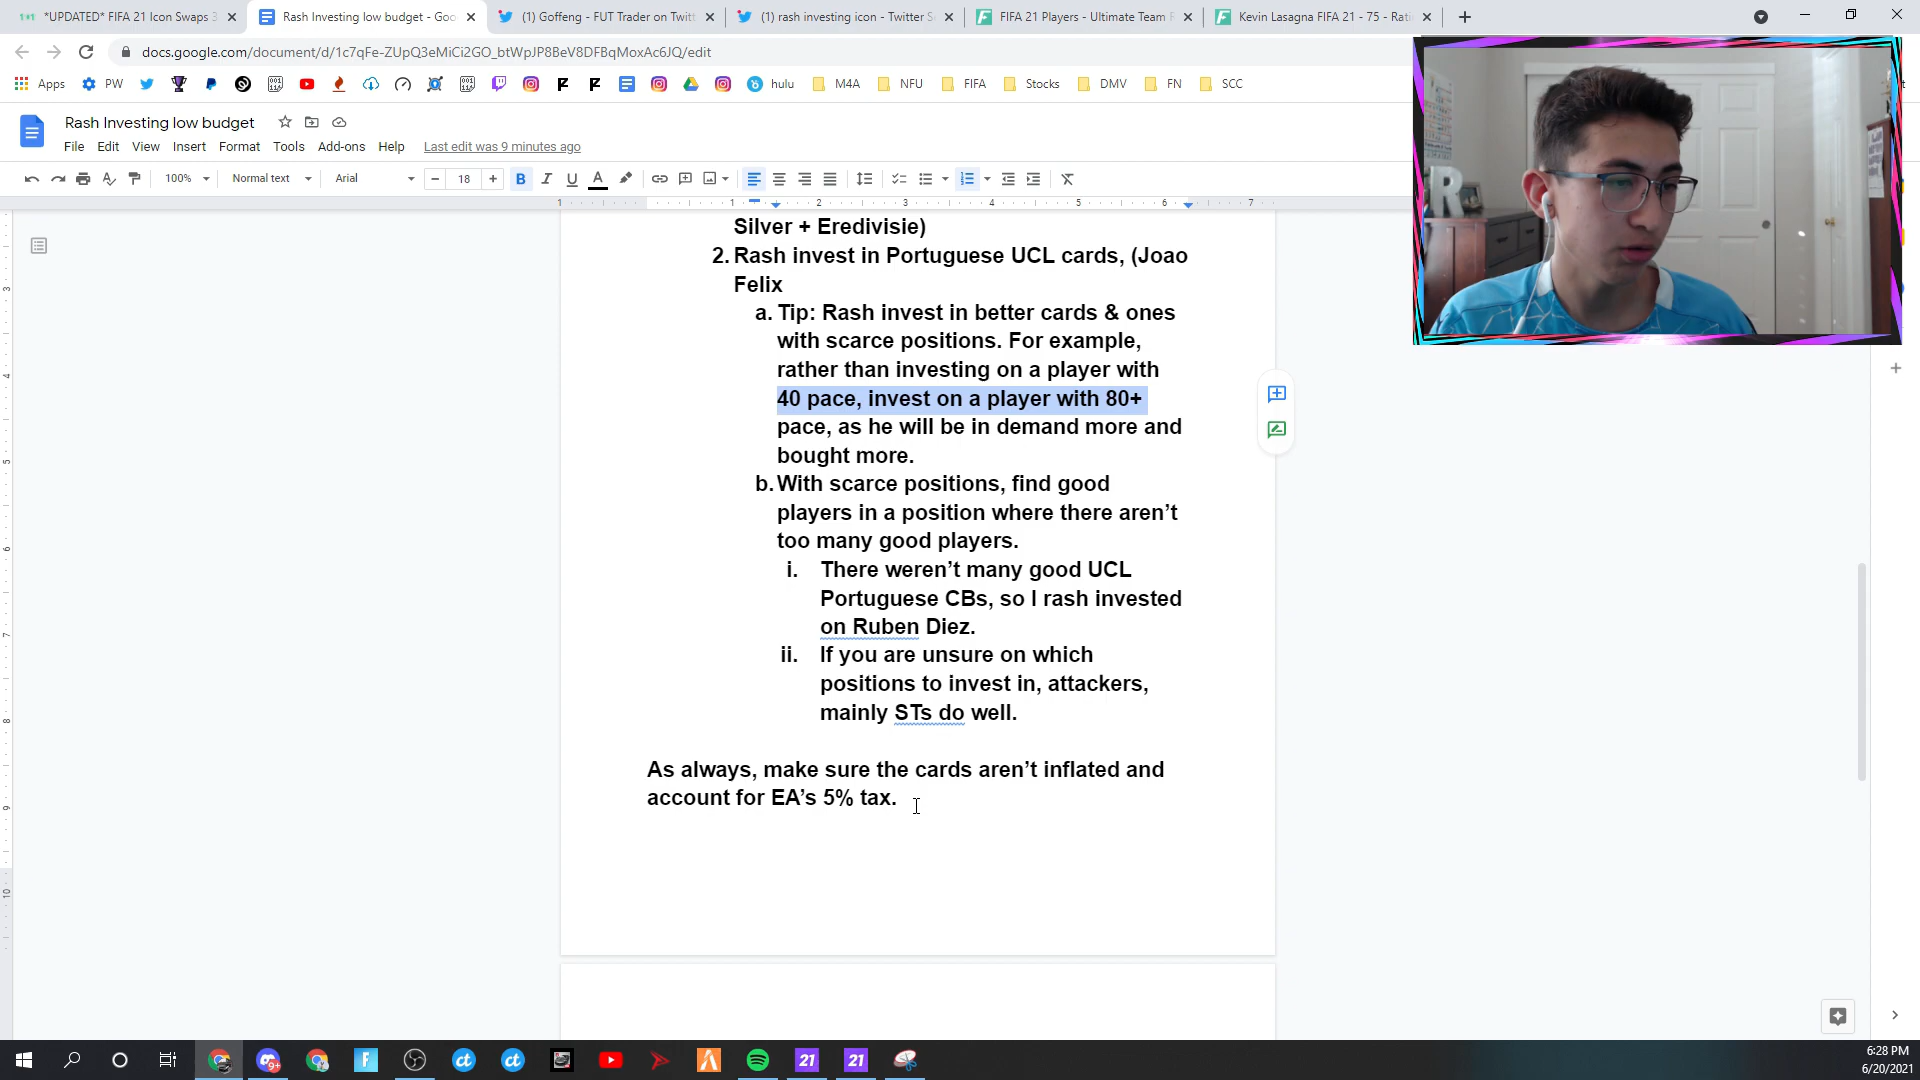 *UPDATED* FIFA 21 Icon Swaps 3
Rash Investing low budget - Goo
(1) Goffeng - FUT Trader on Twitt
(1) rash investing icon - Twitter S
FIFA 21 Players - Ultimate Team F
Kevin Lasagna FIFA 21 - 75 - Rati
docs.google.com/document/d/1c7qFe-ZUpQ3eMiCi2GO_btWpJP8BeV8DFBqMoxAc6JQ/edit
Apps PW hulu M4A NFU FIFA Stocks DMV FN SCC
Rash Investing low budget
File Edit View Insert Format Tools Add-ons Help Last edit was 9 minutes ago
100% Normal text Arial 18
Silver + Eredivisie)
2. Rash invest in Portuguese UCL cards, (Joao
Felix
a. Tip: Rash invest in better cards & ones
with scarce positions. For example,
rather than investing on a player with
40 pace, invest on a player with 80+
pace, as he will be in demand more and
bought more.
b. With scarce positions, find good
players in a position where there aren’t
too many good players.
i. There weren’t many good UCL
Portuguese CBs, so I rash invested
on Ruben Diez.
ii. If you are unsure on which
positions to invest in, attackers,
mainly STs do well.
As always, make sure the cards aren’t inflated and
account for EA’s 5% tax.
6:28 PM
6/20/2021